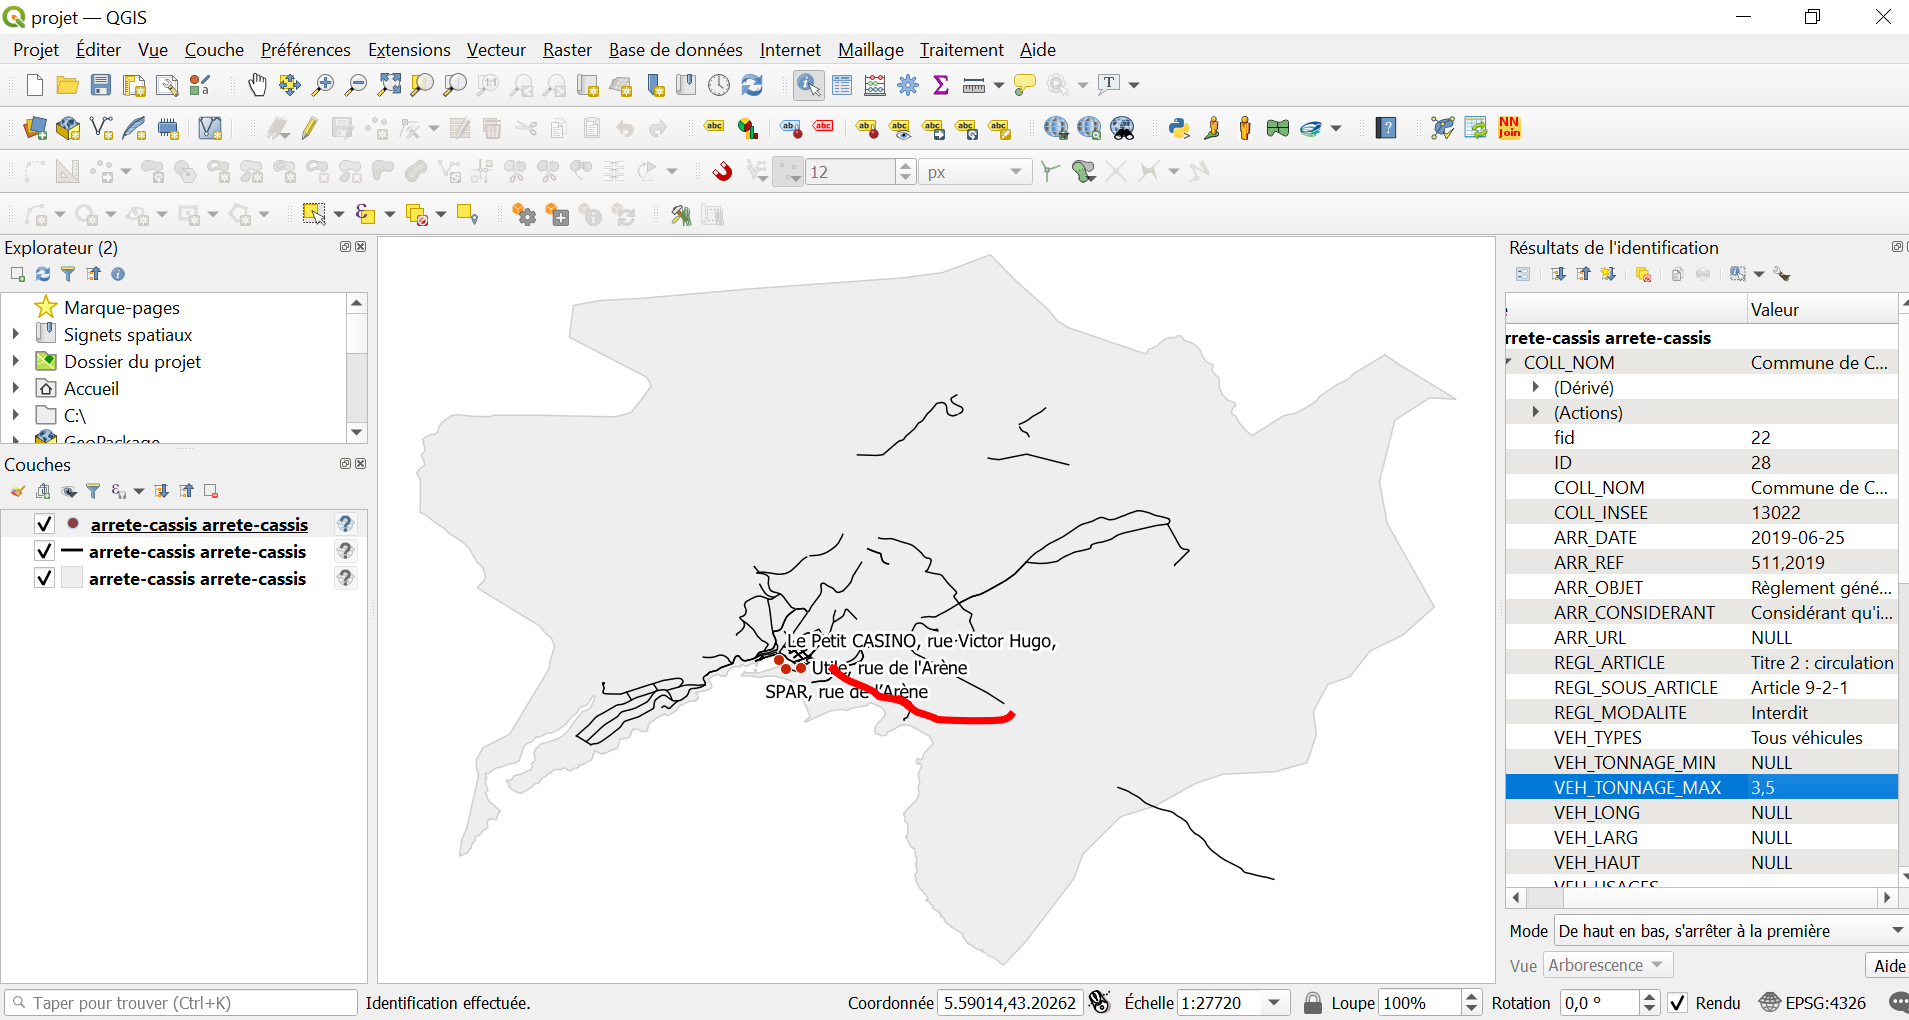 projet — QGIS
Projet Éditer Vue Couche Préférences Extensions Vecteur Raster Base de données Internet Maillage Traitement Aide
12 px
Explorateur (2)
Marque-pages
Signets spatiaux
Dossier du projet
Accueil
C:\
GeoPackage
Couches
arrete-cassis arrete-cassis
arrete-cassis arrete-cassis
arrete-cassis arrete-cassis
Le Petit CASINO, rue Victor Hugo,
Utile, rue de l'Arène
SPAR, rue de l'Arène
Résultats de l'identification
Valeur
rrete-cassis arrete-cassis
COLL_NOM Commune de C...
(Dérivé)
(Actions)
fid 22
ID 28
COLL_NOM Commune de C...
COLL_INSEE 13022
ARR_DATE 2019-06-25
ARR_REF 511,2019
ARR_OBJET Règlement géné...
ARR_CONSIDERANT Considérant qu'i...
ARR_URL NULL
REGL_ARTICLE Titre 2 : circulation
REGL_SOUS_ARTICLE Article 9-2-1
REGL_MODALITE Interdit
VEH_TYPES Tous véhicules
VEH_TONNAGE_MIN NULL
VEH_TONNAGE_MAX 3,5
VEH_LONG NULL
VEH_LARG NULL
VEH_HAUT NULL
VEH_USAGES
Mode De haut en bas, s'arrêter à la première
Vue Arborescence Aide
Taper pour trouver (Ctrl+K) Identification effectuée. Coordonnée 5.59014,43.20262 Échelle 1:27720 Loupe 100% Rotation 0,0 ° Rendu EPSG:4326